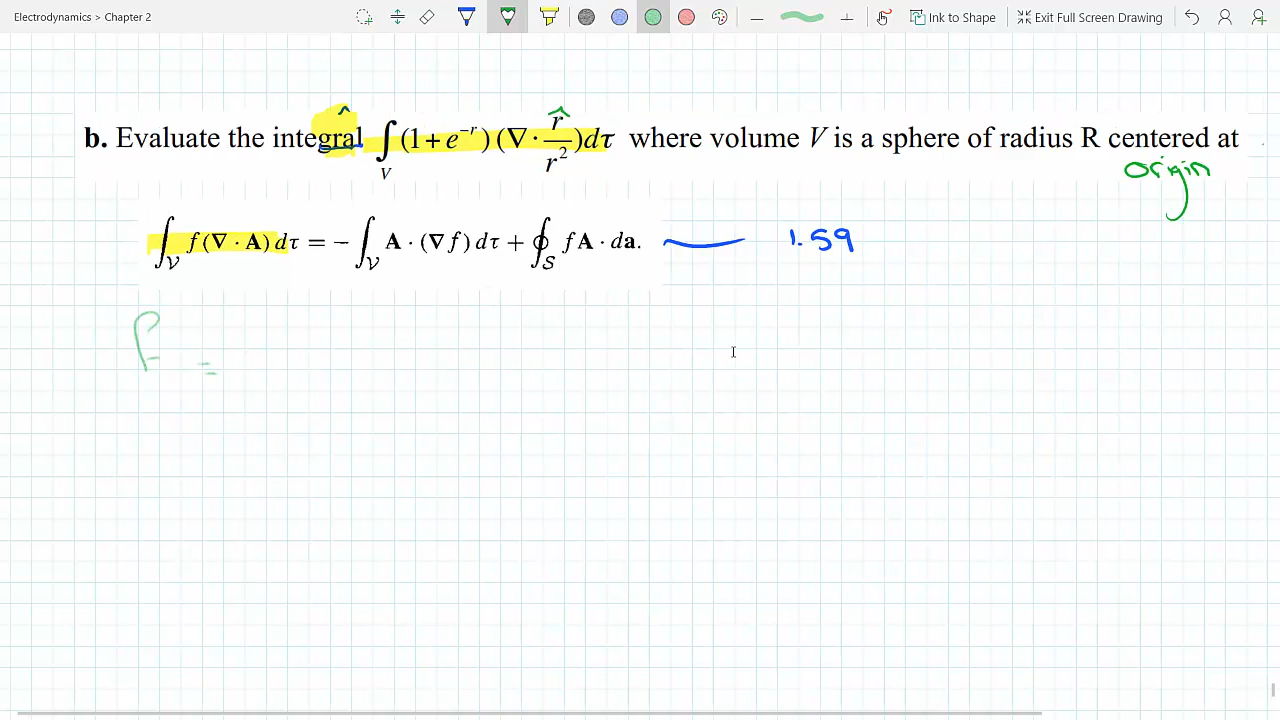 Electrodynamics > Chapter 2
Ink to Shape
Exit Full Screen Drawing
b. Evaluate the integral ∫_V (1 + e^{-r}) (∇ · r̂/r²)dτ where volume V is a sphere of radius R centered at
origin
∫_V f(∇ · A) dτ = − ∫_V A · (∇f) dτ + ∮_S fA · da. — 1.59
=